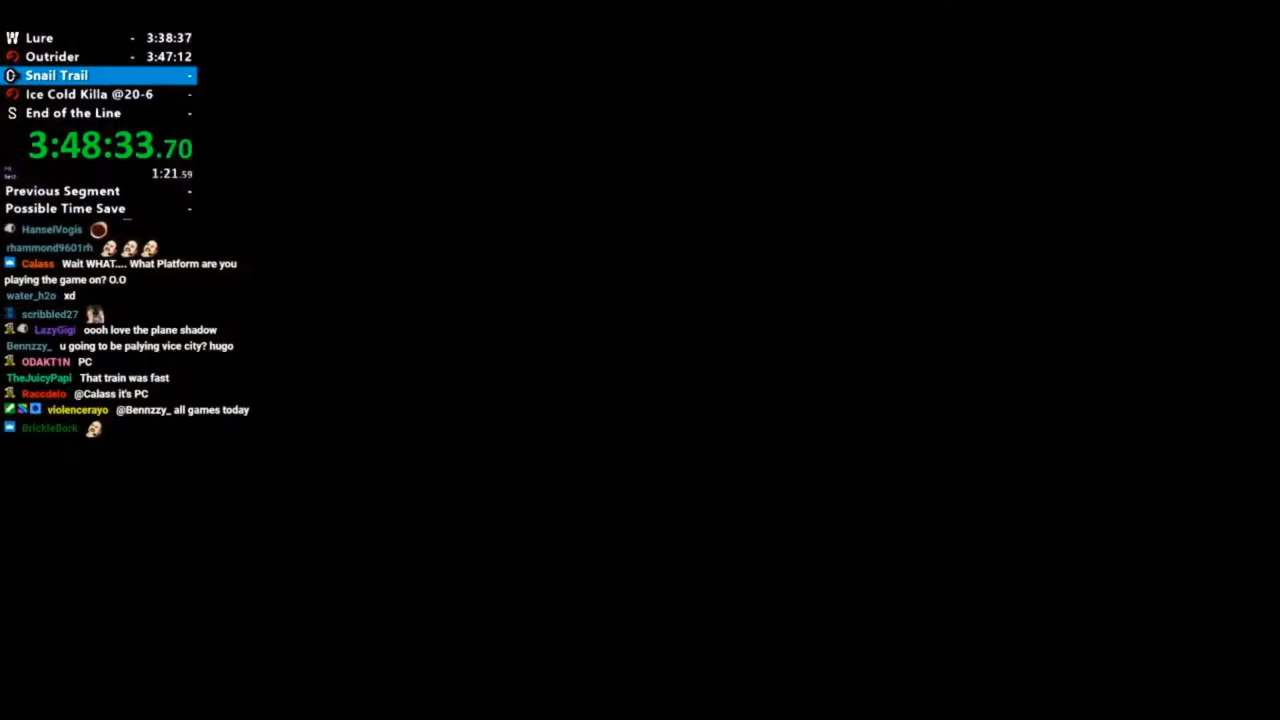 Lure - 3:38:37
Outrider - 3:47:12
Snail Trail -
Ice Cold Killa @20-6 -
S End of the Line -
3:48:33.70
1:21.59
Previous Segment -
Possible Time Save -
HanselVogis
rhammond9601rh
Calass Wait WHAT.... What Platform are you
playing the game on? O.O
water_h2o xd
scribbled27
LazyGigi oooh love the plane shadow
Bennzzy_ u going to be palying vice city? hugo
ODAKT1N PC
TheJuicyPapi That train was fast
Raccdelo @Calass it's PC
violencerayo @Bennzzy_ all games today
BrickleBork